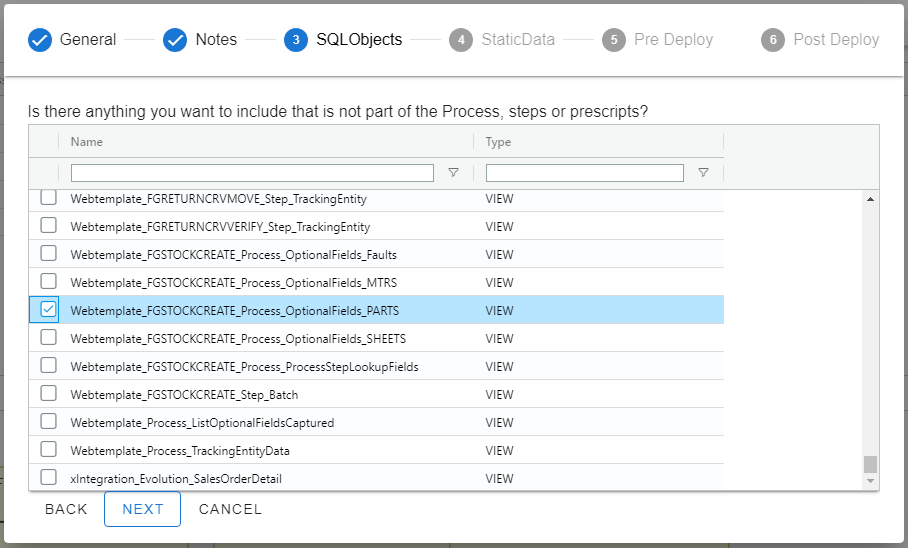 General Notes 3 SQLObjects 4 StaticData 5 Pre Deploy 6 Post Deploy
Is there anything you want to include that is not part of the Process, steps or prescripts?
Name Type
Webtemplate_FGRETURNCRVMOVE_Step_TrackingEntity VIEW
Webtemplate_FGRETURNCRVVERIFY_Step_TrackingEntity VIEW
Webtemplate_FGSTOCKCREATE_Process_OptionalFields_Faults VIEW
Webtemplate_FGSTOCKCREATE_Process_OptionalFields_MTRS VIEW
Webtemplate_FGSTOCKCREATE_Process_OptionalFields_PARTS VIEW
Webtemplate_FGSTOCKCREATE_Process_OptionalFields_SHEETS VIEW
Webtemplate_FGSTOCKCREATE_Process_ProcessStepLookupFields VIEW
Webtemplate_FGSTOCKCREATE_Step_Batch VIEW
Webtemplate_Process_ListOptionalFieldsCaptured VIEW
Webtemplate_Process_TrackingEntityData VIEW
xIntegration_Evolution_SalesOrderDetail VIEW
BACK NEXT CANCEL